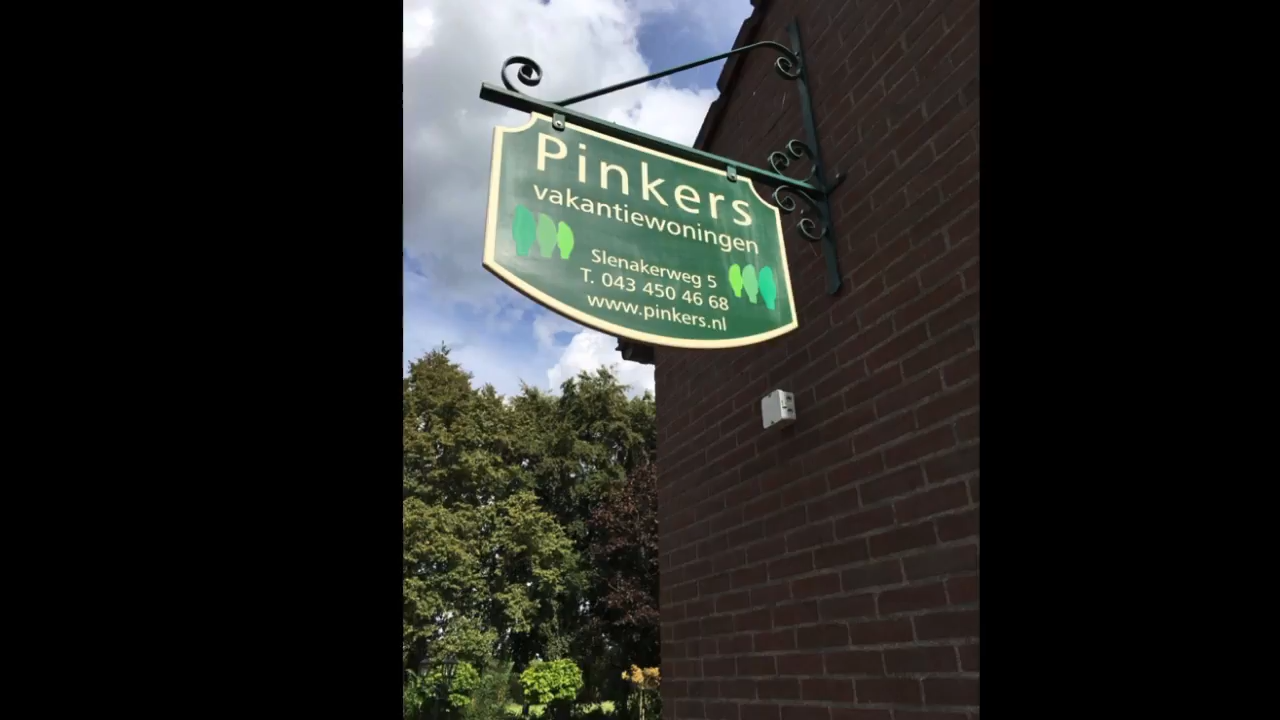 Pinkers
vakantiewoningen
Slenakerweg 5
T. 043 450 46 68
www.pinkers.nl